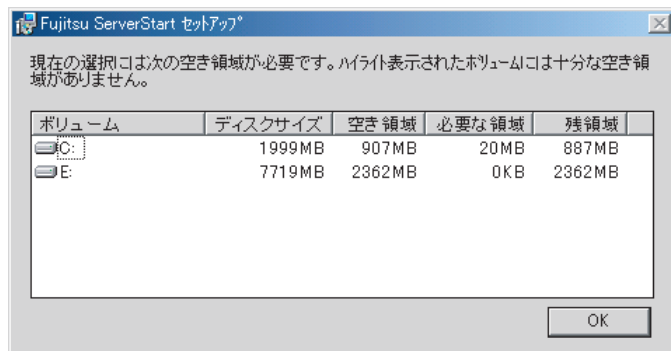 Fujitsu ServerStart ｾｯﾄｱｯﾌﾟ
現在の選択には次の空き領域が必要です。ﾊｲﾗｲﾄ表示されたﾎﾞﾘｭｰﾑには十分な空き領
域がありません。
ボリューム ディスクサイズ 空き領域 必要な領域 残領域
C: 1999MB 907MB 20MB 887MB
E: 7719MB 2362MB 0KB 2362MB
OK